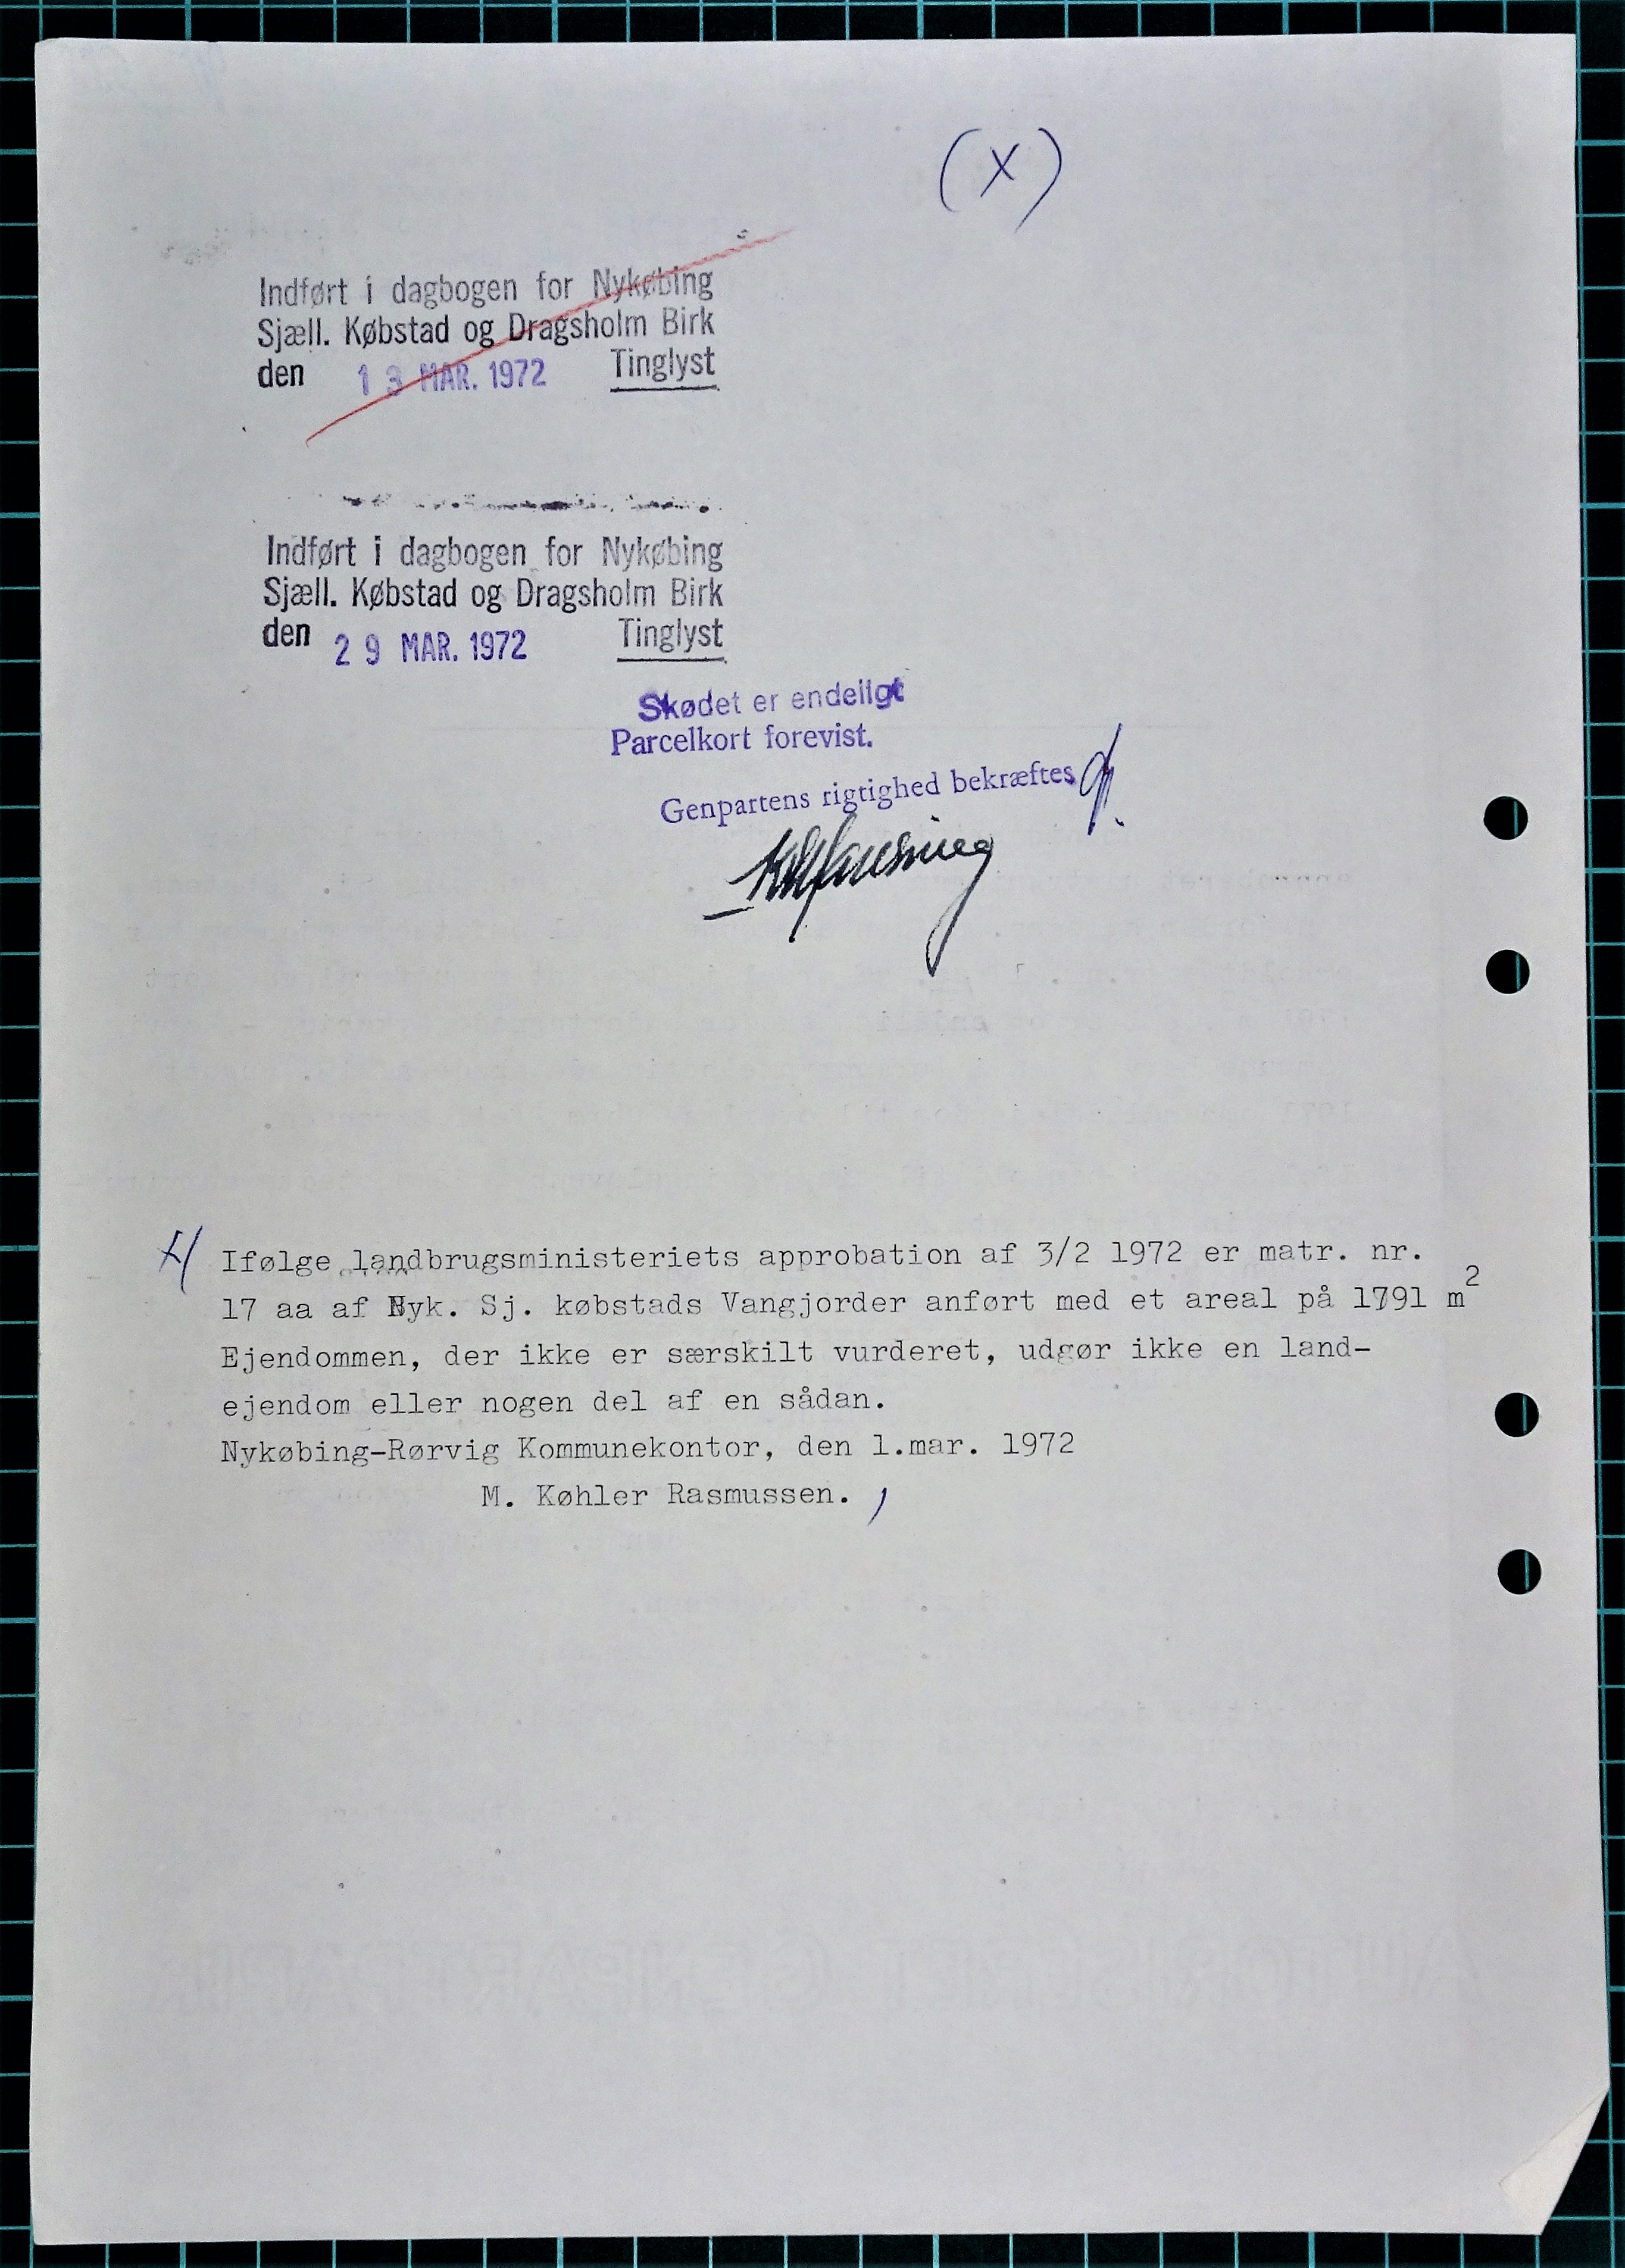 (X)
Indført i dagbogen for Nykøbing
Sjæll. Købstad og Dragsholm Birk
den 13 MAR. 1972 Tinglyst
Indført i dagbogen for Nykøbing
Sjæll. Købstad og Dragsholm Birk
den 29 MAR. 1972 Tinglyst
Skødet er endeligt
Parcelkort forevist.
Genpartens rigtighed bekræftes
Ifølge landbrugsministeriets approbation af 3/2 1972 er matr. nr.
17 aa af Nyk. Sj. købstads Vangjorder anført med et areal på 1791 m²
Ejendommen, der ikke er særskilt vurderet, udgør ikke en land-
ejendom eller nogen del af en sådan.
Nykøbing-Rørvig Kommunekontor, den 1.mar. 1972
M. Køhler Rasmussen.